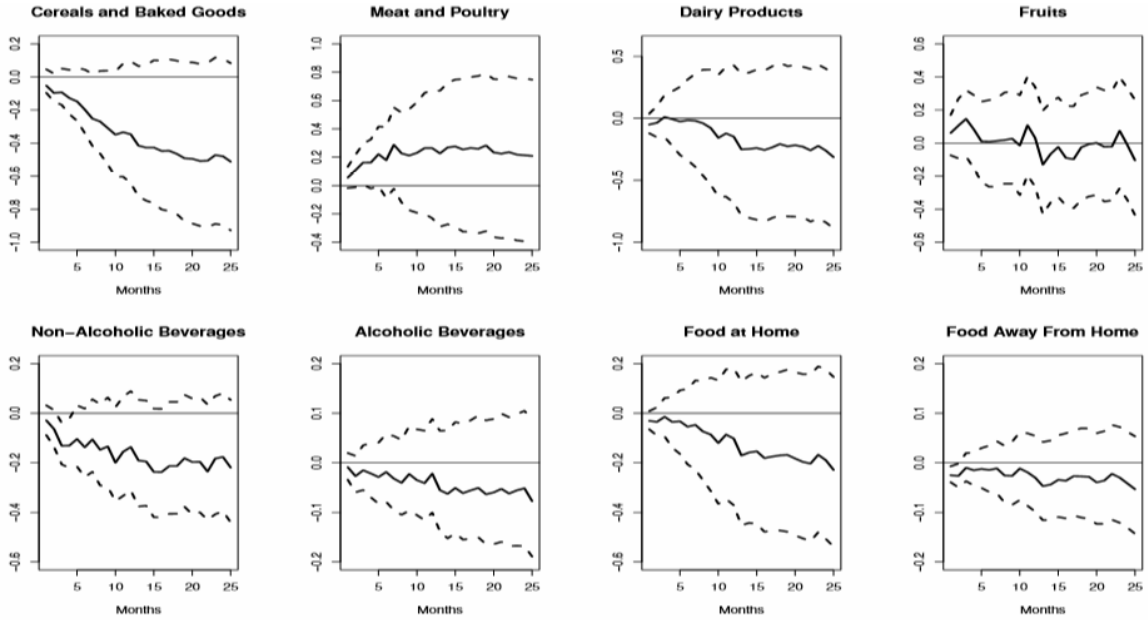 Cereals and Baked Goods
0.2
0.0
−0.2
−0.4
−0.6
−0.8
−1.0
5 10 15 20 25
Months
Meat and Poultry
1.0
0.8
0.6
0.4
0.2
0.0
−0.2
−0.4
5 10 15 20 25
Months
Dairy Products
0.5
0.0
−0.5
−1.0
5 10 15 20 25
Months
Fruits
0.6
0.4
0.2
0.0
−0.2
−0.4
−0.6
5 10 15 20 25
Months
Non−Alcoholic Beverages
0.2
0.0
−0.2
−0.4
−0.6
5 10 15 20 25
Months
Alcoholic Beverages
0.2
0.1
0.0
−0.1
−0.2
5 10 15 20 25
Months
Food at Home
0.2
0.0
−0.2
−0.4
−0.6
5 10 15 20 25
Months
Food Away From Home
0.2
0.1
0.0
−0.1
−0.2
5 10 15 20 25
Months